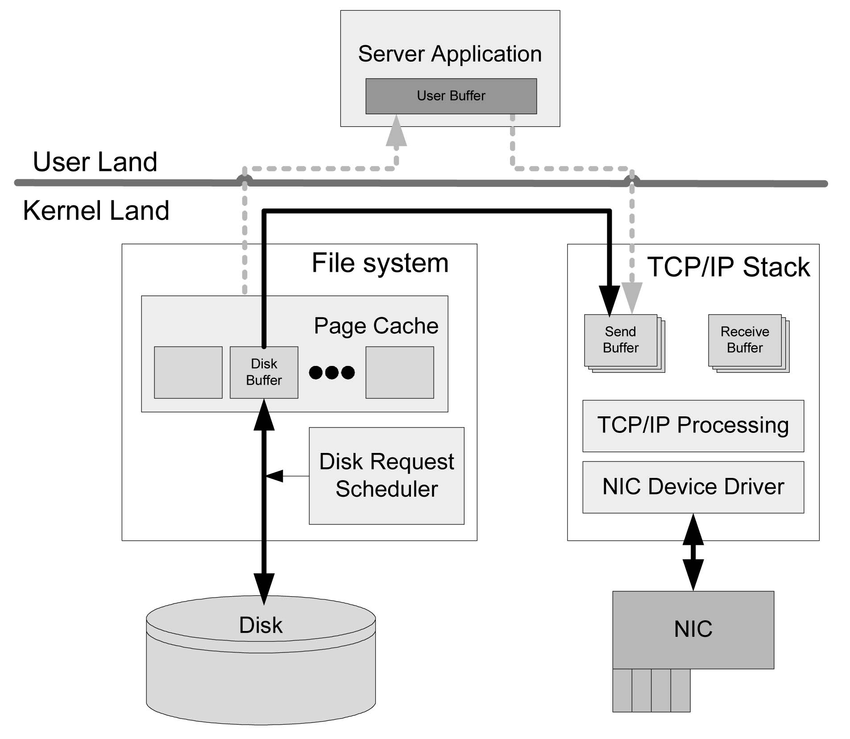 Server Application
User Buffer
User Land
Kernel Land
File system
TCP/IP Stack
Page Cache
Disk
Buffer
Send
Buffer
Receive
Buffer
Disk Request
Scheduler
TCP/IP Processing
NIC Device Driver
Disk
NIC